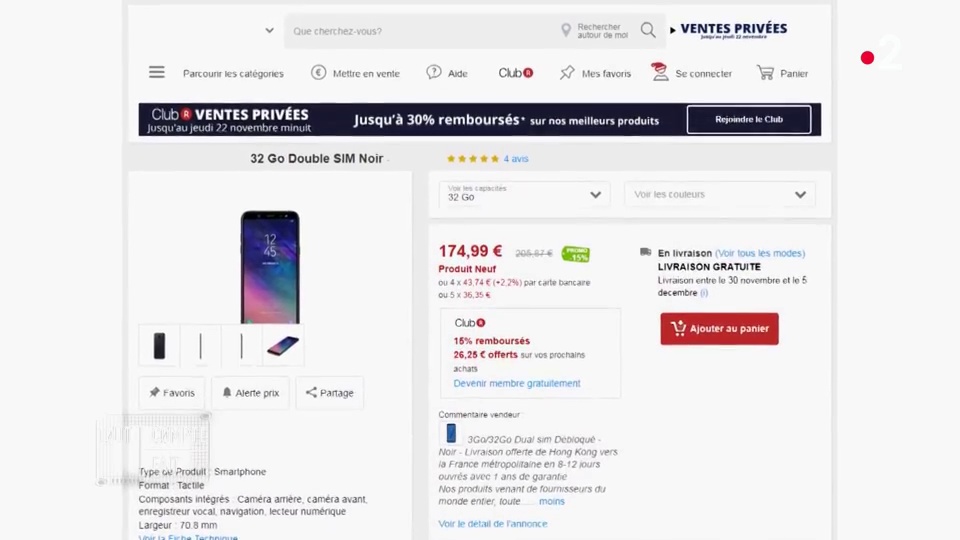 Que cherchez-vous?
Rechercher
autour de moi
VENTES PRIVÉES
Jusqu'au jeudi 22 novembre
2
Parcourir les catégories
€ Mettre en vente
? Aide
Club R
Mes favoris
Se connecter
Panier
Club R VENTES PRIVÉES
Jusqu'au jeudi 22 novembre minuit
Jusqu'à 30% remboursés* sur nos meilleurs produits
Rejoindre le Club
32 Go Double SIM Noir
4 avis
Voir les capacités
32 Go
Voir les couleurs
12
45
174,99 €
205,87 €
PROMO
-15%
Produit Neuf
ou 4 x 43,74 € (+2,2%) par carte bancaire
ou 5 x 36,35 €
En livraison (Voir tous les modes)
LIVRAISON GRATUITE
Livraison entre le 30 novembre et le 5
decembre (i)
Ajouter au panier
Club R
15% remboursés
26,25 € offerts sur vos prochains
achats
Devenir membre gratuitement
Favoris
Alerte prix
Partage
Commentaire vendeur
3Go/32Go Dual sim Débloqué -
Noir - Livraison offerte de Hong Kong vers
la France métropolitaine en 8-12 jours
ouvrés avec 1 an de garantie
Nos produits venant de fournisseurs du
monde entier, toute...... moins
Voir le détail de l'annonce
Type de Produit : Smartphone
Format : Tactile
Composants intégrés : Caméra arrière, caméra avant,
enregistreur vocal, navigation, lecteur numérique
Largeur : 70.8 mm
Voir la Fiche Technique